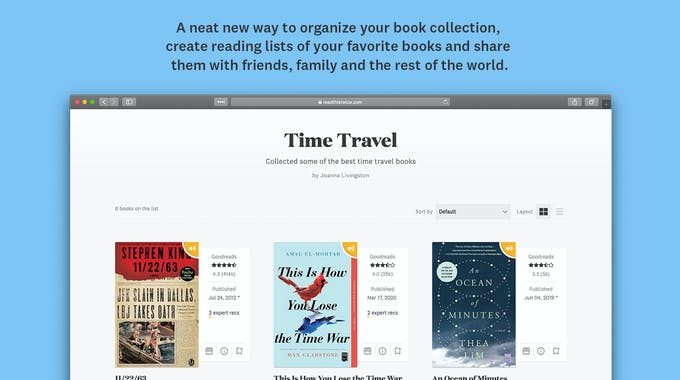 A neat new way to organize your book collection,
create reading lists of your favorite books and share
them with friends, family and the rest of the world.
readthistwice.com
Time Travel
Collected some of the best time travel books
by Joanna Livingston
8 books on the list
Sort by Default Layout
STEPHEN KING
11/22/63
JFK SLAIN IN DALLAS,
LBJ TAKES OATH
Goodreads
4.3 (414k)
Published
Jul 24, 2012 *
AMAL EL-MOHTAR
This Is How
You Lose
the Time War
MAX GLADSTONE
Goodreads
4.0 (39k)
Published
Mar 17, 2020
2 expert recs
AN
OCEAN
OF
MINUTES
THEA
LIM
Goodreads
3.5 (5k)
Published
Jun 04, 2019 *
2 expert recs
11/22/63
This Is How You Lose the Time War
An Ocean of Minutes